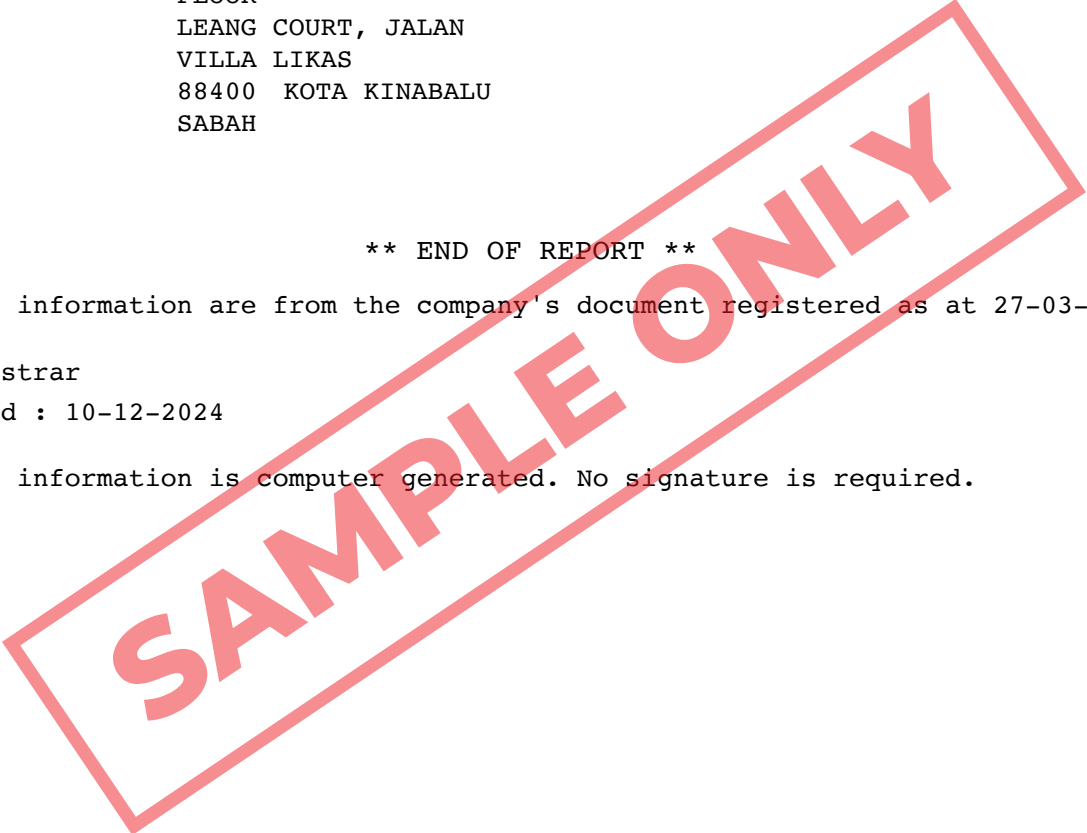 FLOOR
LEANG COURT, JALAN
VILLA LIKAS
88400 KOTA KINABALU
SABAH
** END OF REPORT **
information are from the company's document registered as at 27-03-
strar
d : 10-12-2024
information is computer generated. No signature is required.
SAMPLE ONLY